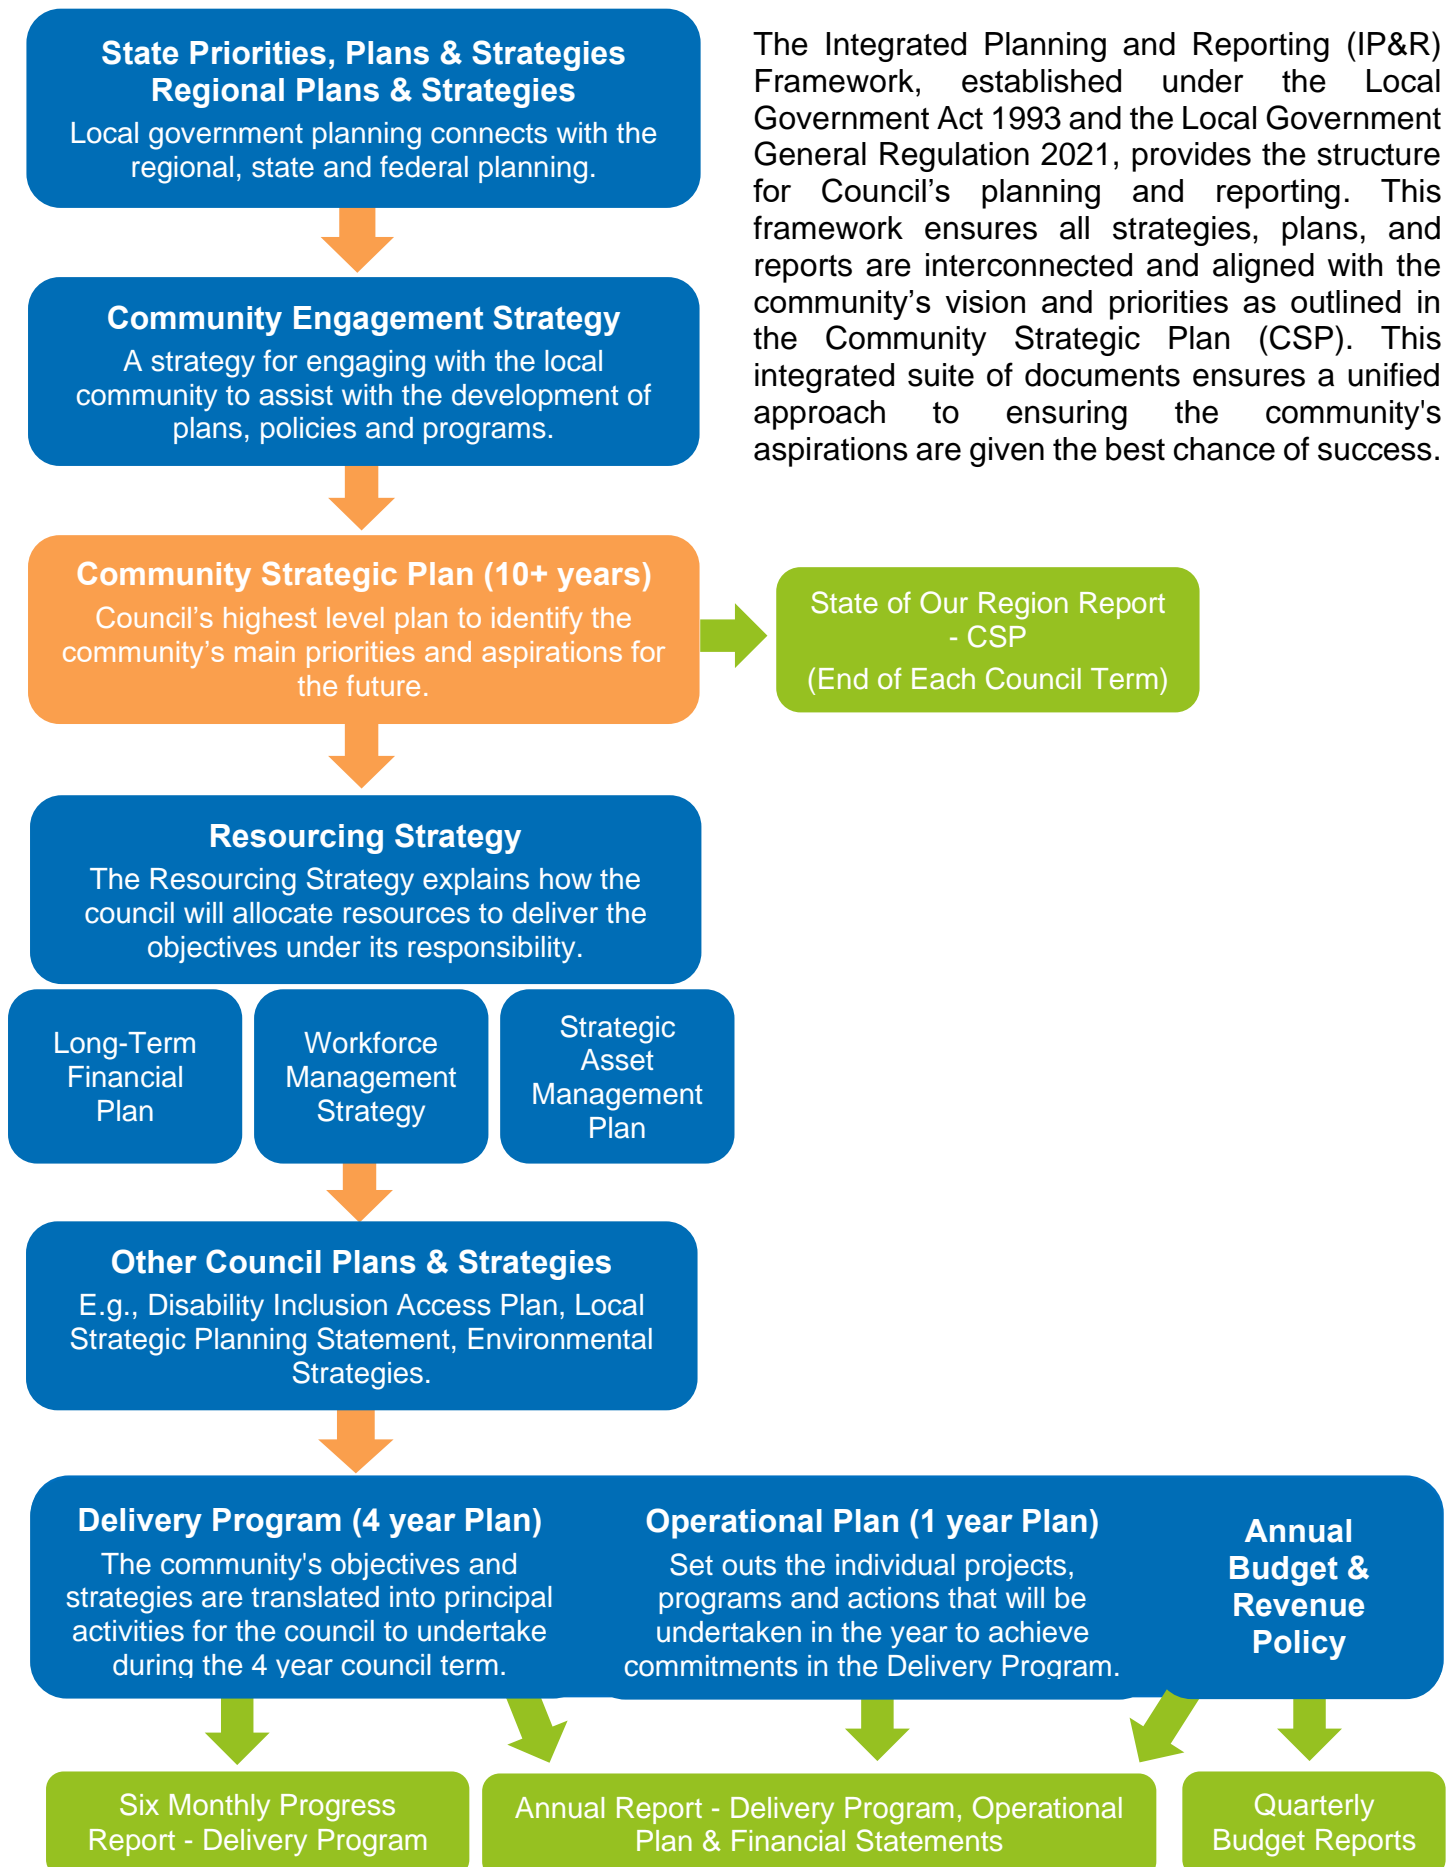 State Priorities, Plans & Strategies
Regional Plans & Strategies
Local government planning connects with the
regional, state and federal planning.
The Integrated Planning and Reporting (IP&R)
Framework, established under the Local
Government Act 1993 and the Local Government
General Regulation 2021, provides the structure
for Council’s planning and reporting. This
framework ensures all strategies, plans, and
reports are interconnected and aligned with the
community’s vision and priorities as outlined in
the Community Strategic Plan (CSP). This
integrated suite of documents ensures a unified
approach to ensuring the community's
aspirations are given the best chance of success.
Community Engagement Strategy
A strategy for engaging with the local
community to assist with the development of
plans, policies and programs.
Community Strategic Plan (10+ years)
Council’s highest level plan to identify the
community’s main priorities and aspirations for
the future.
State of Our Region Report
- CSP
(End of Each Council Term)
Resourcing Strategy
The Resourcing Strategy explains how the
council will allocate resources to deliver the
objectives under its responsibility.
Long-Term
Financial
Plan
Workforce
Management
Strategy
Strategic
Asset
Management
Plan
Other Council Plans & Strategies
E.g., Disability Inclusion Access Plan, Local
Strategic Planning Statement, Environmental
Strategies.
Delivery Program (4 year Plan)
The community's objectives and
strategies are translated into principal
activities for the council to undertake
during the 4 year council term.
Operational Plan (1 year Plan)
Set outs the individual projects,
programs and actions that will be
undertaken in the year to achieve
commitments in the Delivery Program.
Annual
Budget &
Revenue
Policy
Six Monthly Progress
Report - Delivery Program
Annual Report - Delivery Program, Operational
Plan & Financial Statements
Quarterly
Budget Reports